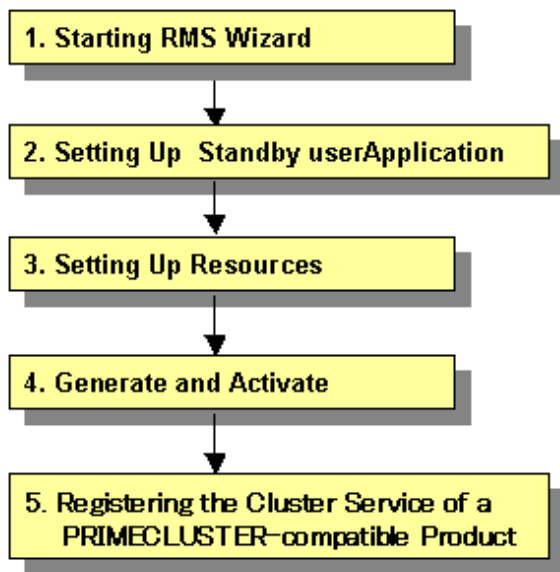 1. Starting RMS Wizard
2. Setting Up Standby userApplication
3. Setting Up Resources
4. Generate and Activate
5. Registering the Cluster Service of a
PRIMECLUSTER-compatible Product